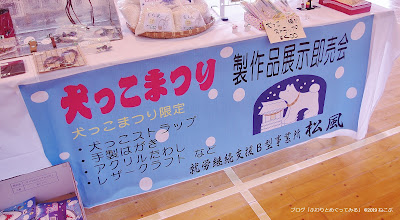 犬っこまつり
製作品展示即売会
犬っこまつり限定
・犬っこストラップ
・手製はがき
・アクリルたわし
・レザークラフト など
就労継続支援B型事業所 松風
ブログ「ふわりとめぐってみる」 ©2019 ねこぷ